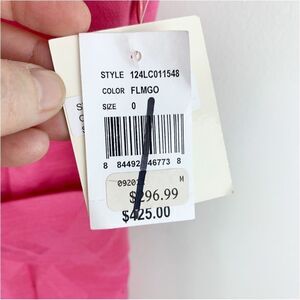 STYLE 124LC011548
COLOR FLMGO
SIZE 0
8 84492 46773 8
M
$296.99
$425.00